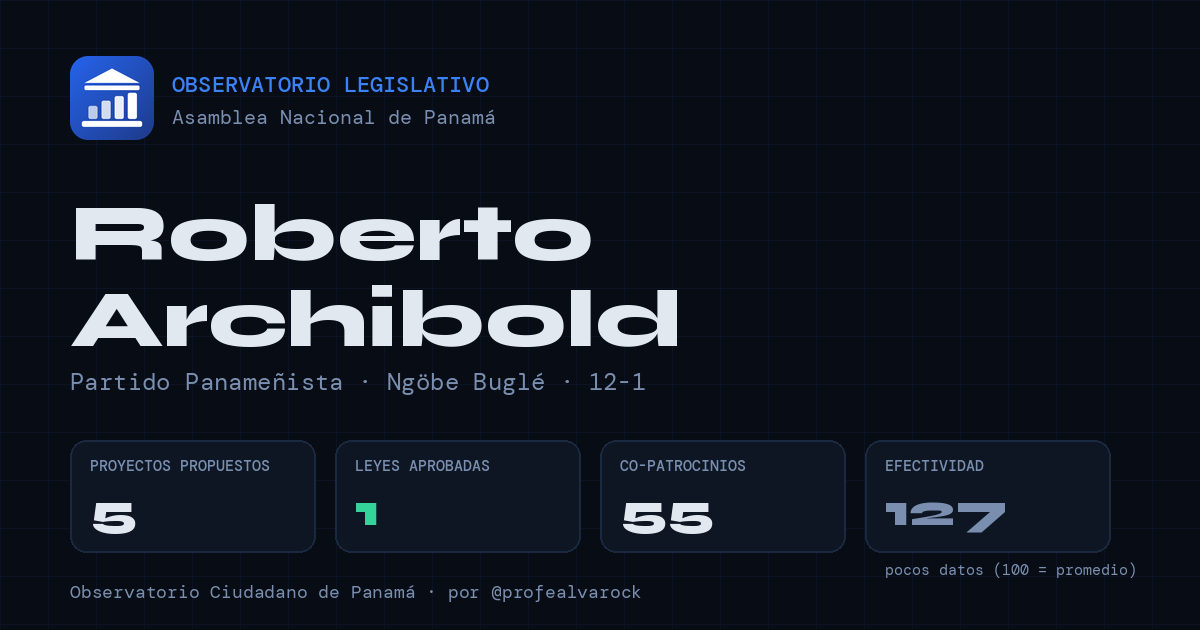 OBSERVATORIO LEGISLATIVO
Asamblea Nacional de Panamá
Roberto
Archibold
Partido Panameñista · Ngöbe Buglé · 12-1
PROYECTOS PROPUESTOS
5
LEYES APROBADAS
1
CO-PATROCINIOS
55
EFECTIVIDAD
127
pocos datos (100 = promedio)
Observatorio Ciudadano de Panamá · por @profealvarock